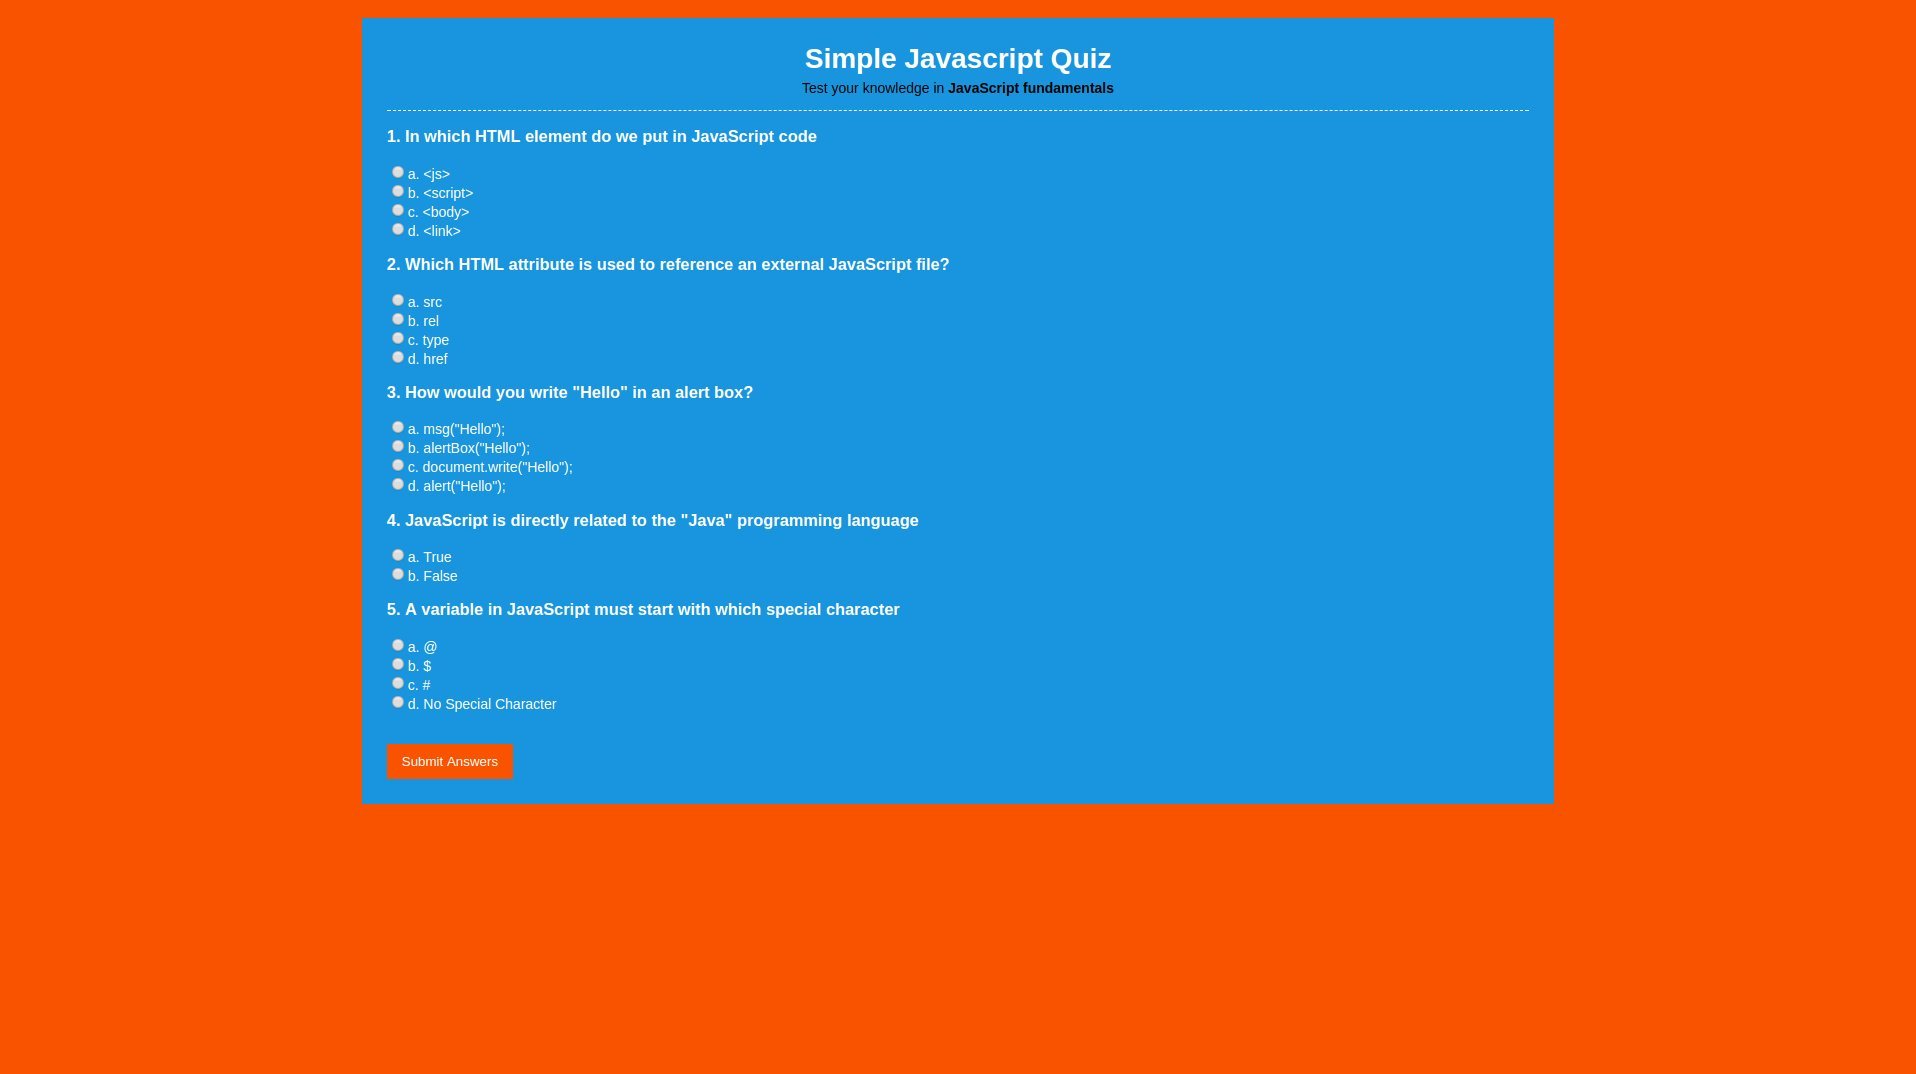 Simple Javascript Quiz
Test your knowledge in JavaScript fundamentals
1. In which HTML element do we put in JavaScript code
a. <js>
b. <script>
c. <body>
d. <link>
2. Which HTML attribute is used to reference an external JavaScript file?
a. src
b. rel
c. type
d. href
3. How would you write "Hello" in an alert box?
a. msg("Hello");
b. alertBox("Hello");
c. document.write("Hello");
d. alert("Hello");
4. JavaScript is directly related to the "Java" programming language
a. True
b. False
5. A variable in JavaScript must start with which special character
a. @
b. $
c. #
d. No Special Character
Submit Answers